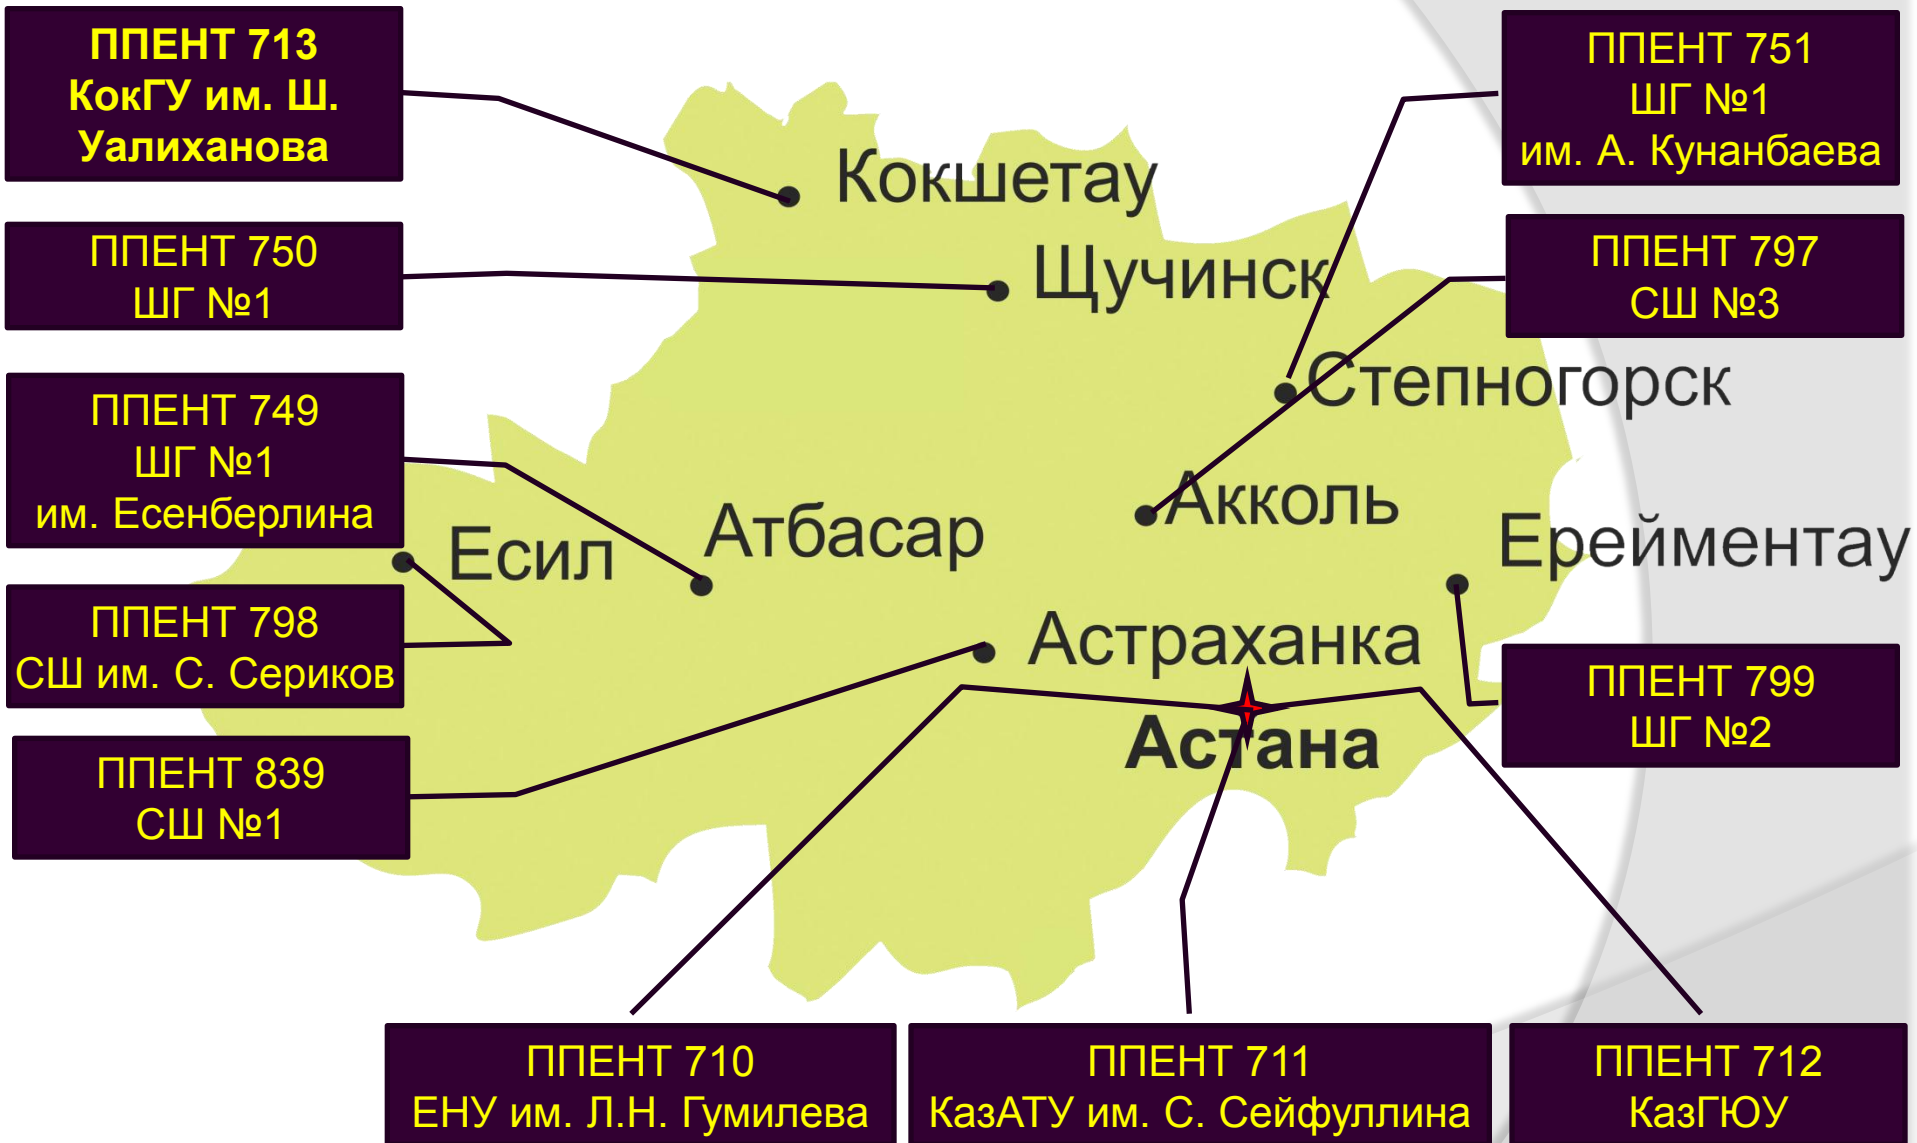 ППЕНТ 713
КокГУ им. Ш.
Уалиханова
ППЕНТ 751
ШГ №1
им. А. Кунанбаева
Кокшетау
ППЕНТ 750
ШГ №1
Щучинск
ППЕНТ 797
СШ №3
ППЕНТ 749
ШГ №1
им. Есенберлина
Степногорск
Акколь
Атбасар
Есил
Ерейментау
ППЕНТ 798
СШ им. С. Сериков
Астраханка
ППЕНТ 799
ШГ №2
Астана
ППЕНТ 839
СШ №1
ППЕНТ 710
ЕНУ им. Л.Н. Гумилева
ППЕНТ 711
КазАТУ им. С. Сейфуллина
ППЕНТ 712
КазГЮУ